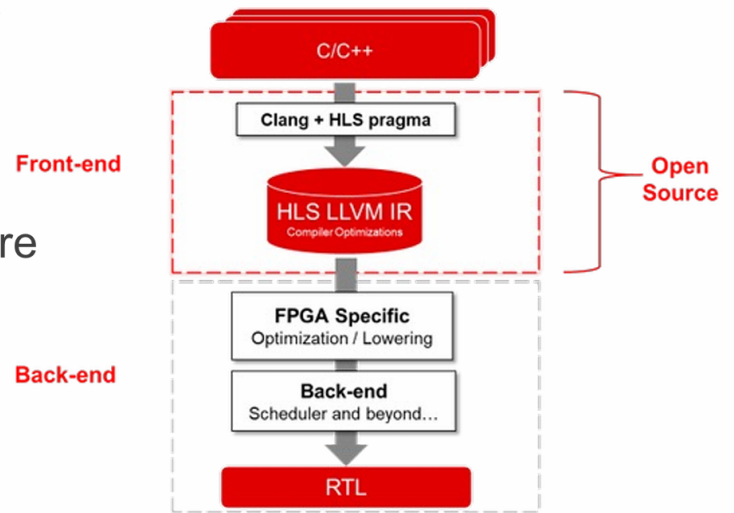 C/C++
Clang + HLS pragma
Front-end
Open
Source
HLS LLVM IR
Compiler Optimizations
re
FPGA Specific
Optimization / Lowering
Back-end
Back-end
Scheduler and beyond...
RTL